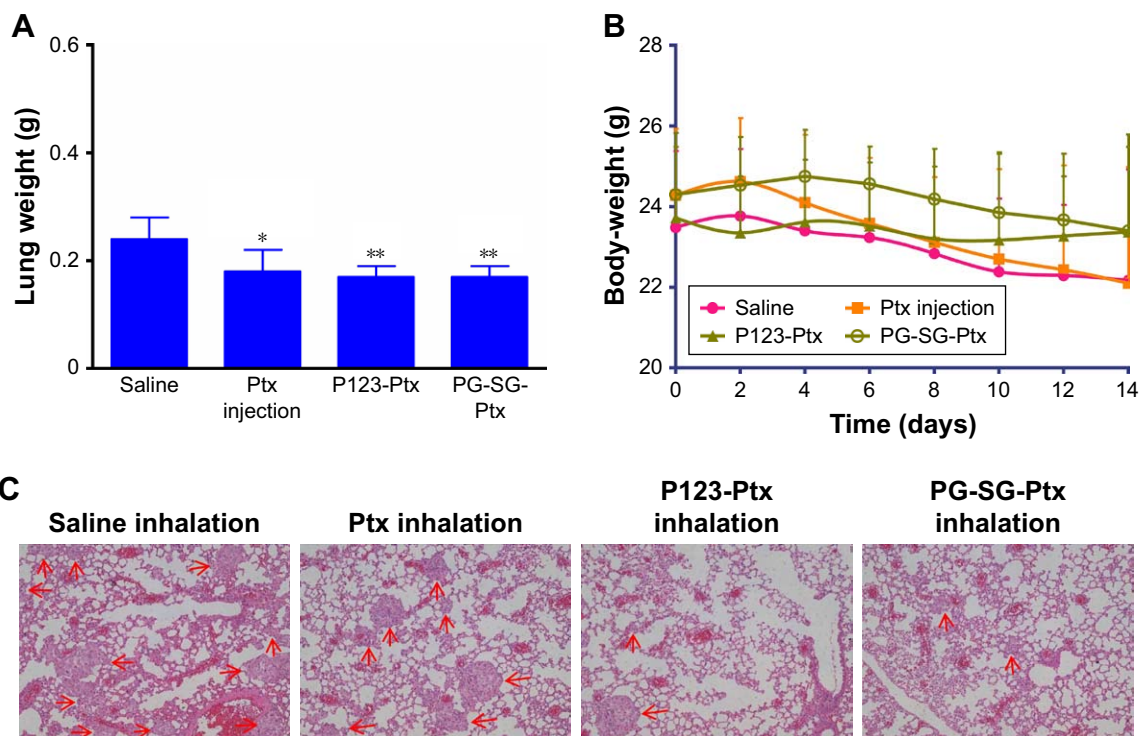 A
Lung weight (g)
0.6
0.4
0.2
0
*
**
**
Saline
Ptx
injection
P123-Ptx
PG-SG-
Ptx
B
Body-weight (g)
28
26
24
22
20
Saline
Ptx injection
P123-Ptx
PG-SG-Ptx
0 2 4 6 8 10 12 14
Time (days)
C
Saline inhalation
Ptx inhalation
P123-Ptx
inhalation
PG-SG-Ptx
inhalation